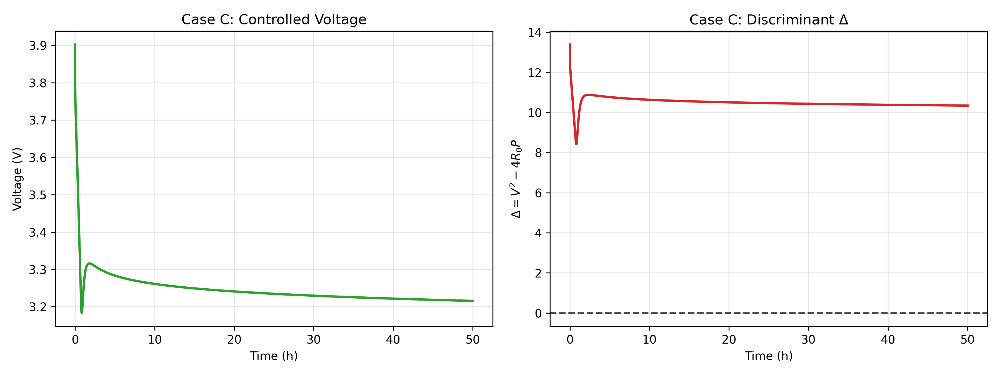 Case C: Controlled Voltage
Voltage (V)
3.9
3.8
3.7
3.6
3.5
3.4
3.3
3.2
0 10 20 30 40 50
Time (h)
Case C: Discriminant Δ
Δ = V² − 4R₀P
14
12
10
8
6
4
2
0
0 10 20 30 40 50
Time (h)